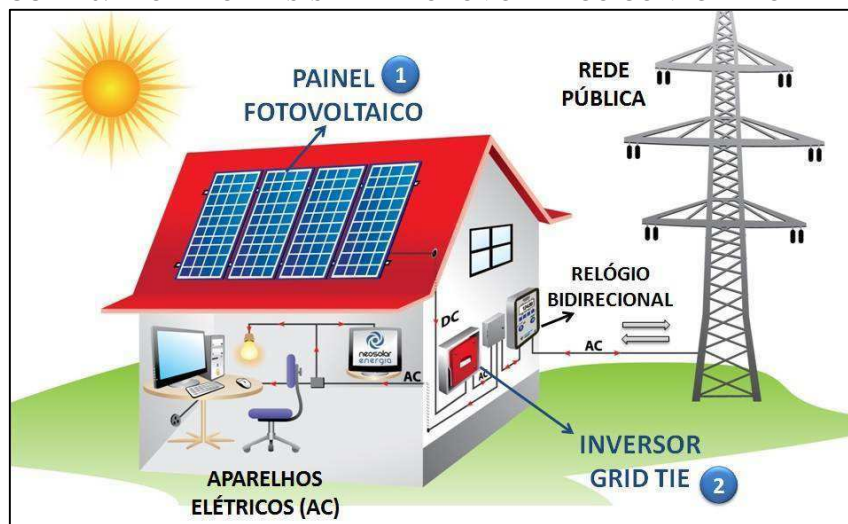 PAINEL 1
FOTOVOLTAICO
REDE
PÚBLICA
RELÓGIO
BIDIRECIONAL
DC
neosolar
energia
AC
AC
AC
INVERSOR
GRID TIE 2
APARELHOS
ELÉTRICOS (AC)